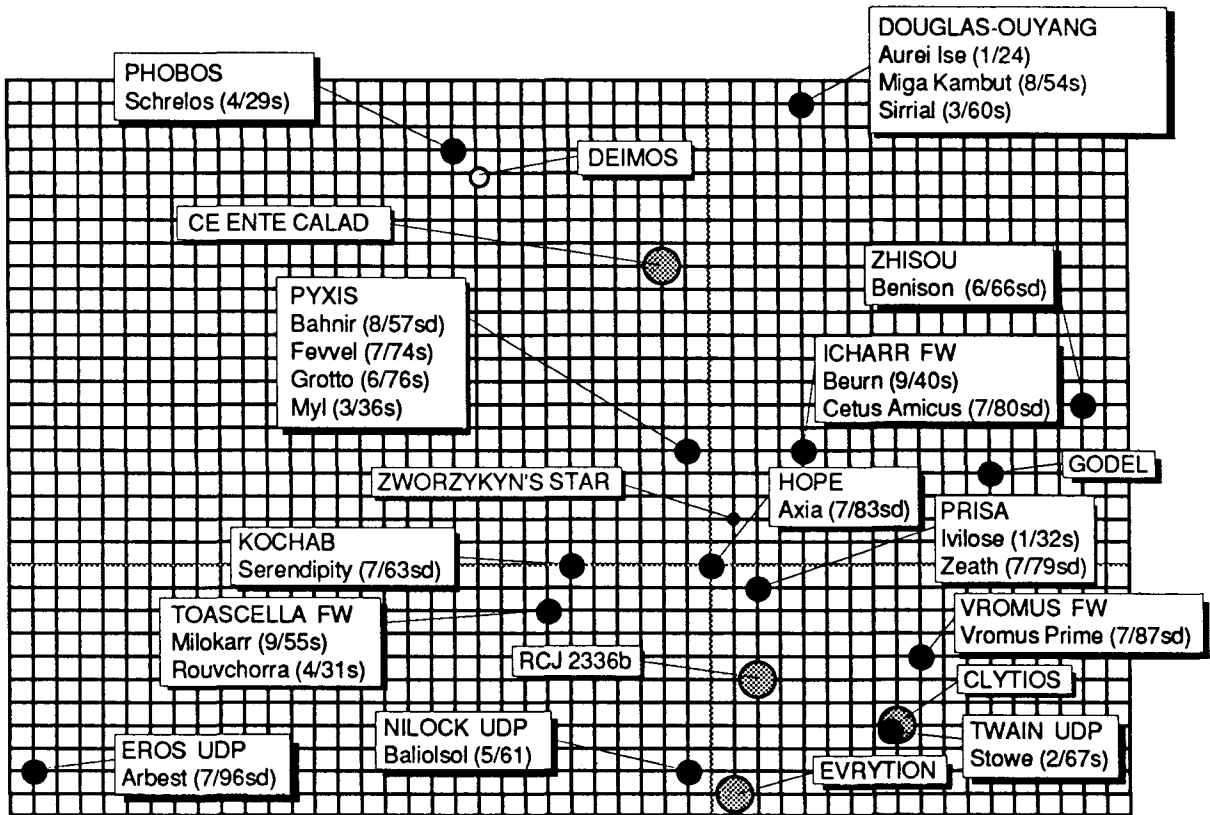 DOUGLAS-OUYANG
Aurei Ise (1/24)
Miga Kambut (8/54s)
Sirrial (3/60s)
PHOBOS
Schrelos (4/29s)
DEIMOS
CE ENTE CALAD
ZHISOU
Benison (6/66sd)
PYXIS
Bahnir (8/57sd)
Fevvel (7/74s)
Grotto (6/76s)
Myl (3/36s)
ICHARR FW
Beurn (9/40s)
Cetus Amicus (7/80sd)
GODEL
ZWORZYKYN'S STAR
HOPE
Axia (7/83sd)
PRISA
Ivilose (1/32s)
Zeath (7/79sd)
KOCHAB
Serendipity (7/63sd)
TOASCELLA FW
Milokarr (9/55s)
Rouvchorra (4/31s)
VROMUS FW
Vromus Prime (7/87sd)
RCJ 2336b
CLYTIOS
NILOCK UDP
Baliolsol (5/61)
TWAIN UDP
Stowe (2/67s)
EROS UDP
Arbest (7/96sd)
EVRYTION